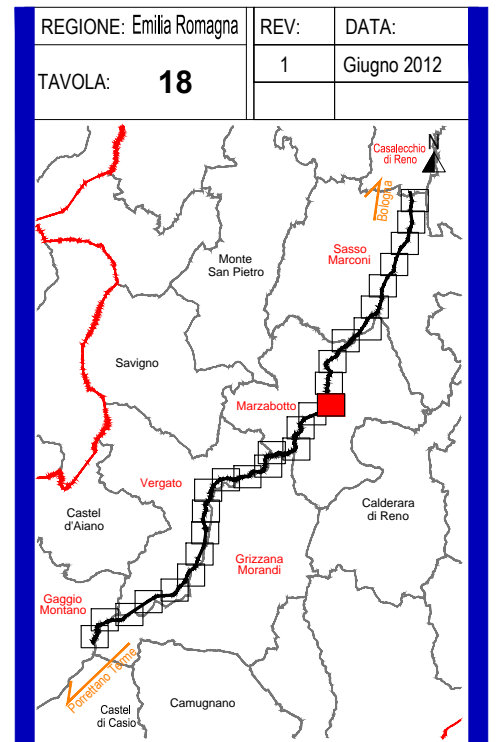 REGIONE: Emilia Romagna
REV:
DATA:
TAVOLA: 18
1
Giugno 2012
Casalecchio
di Reno
N
Bologna
Sasso
Marconi
Monte
San Pietro
Savigno
Marzabotto
Vergato
Castel
d'Aiano
Calderara
di Reno
Grizzana
Morandi
Gaggio
Montano
Porrettano Terme
Castel
di Casio
Camugnano